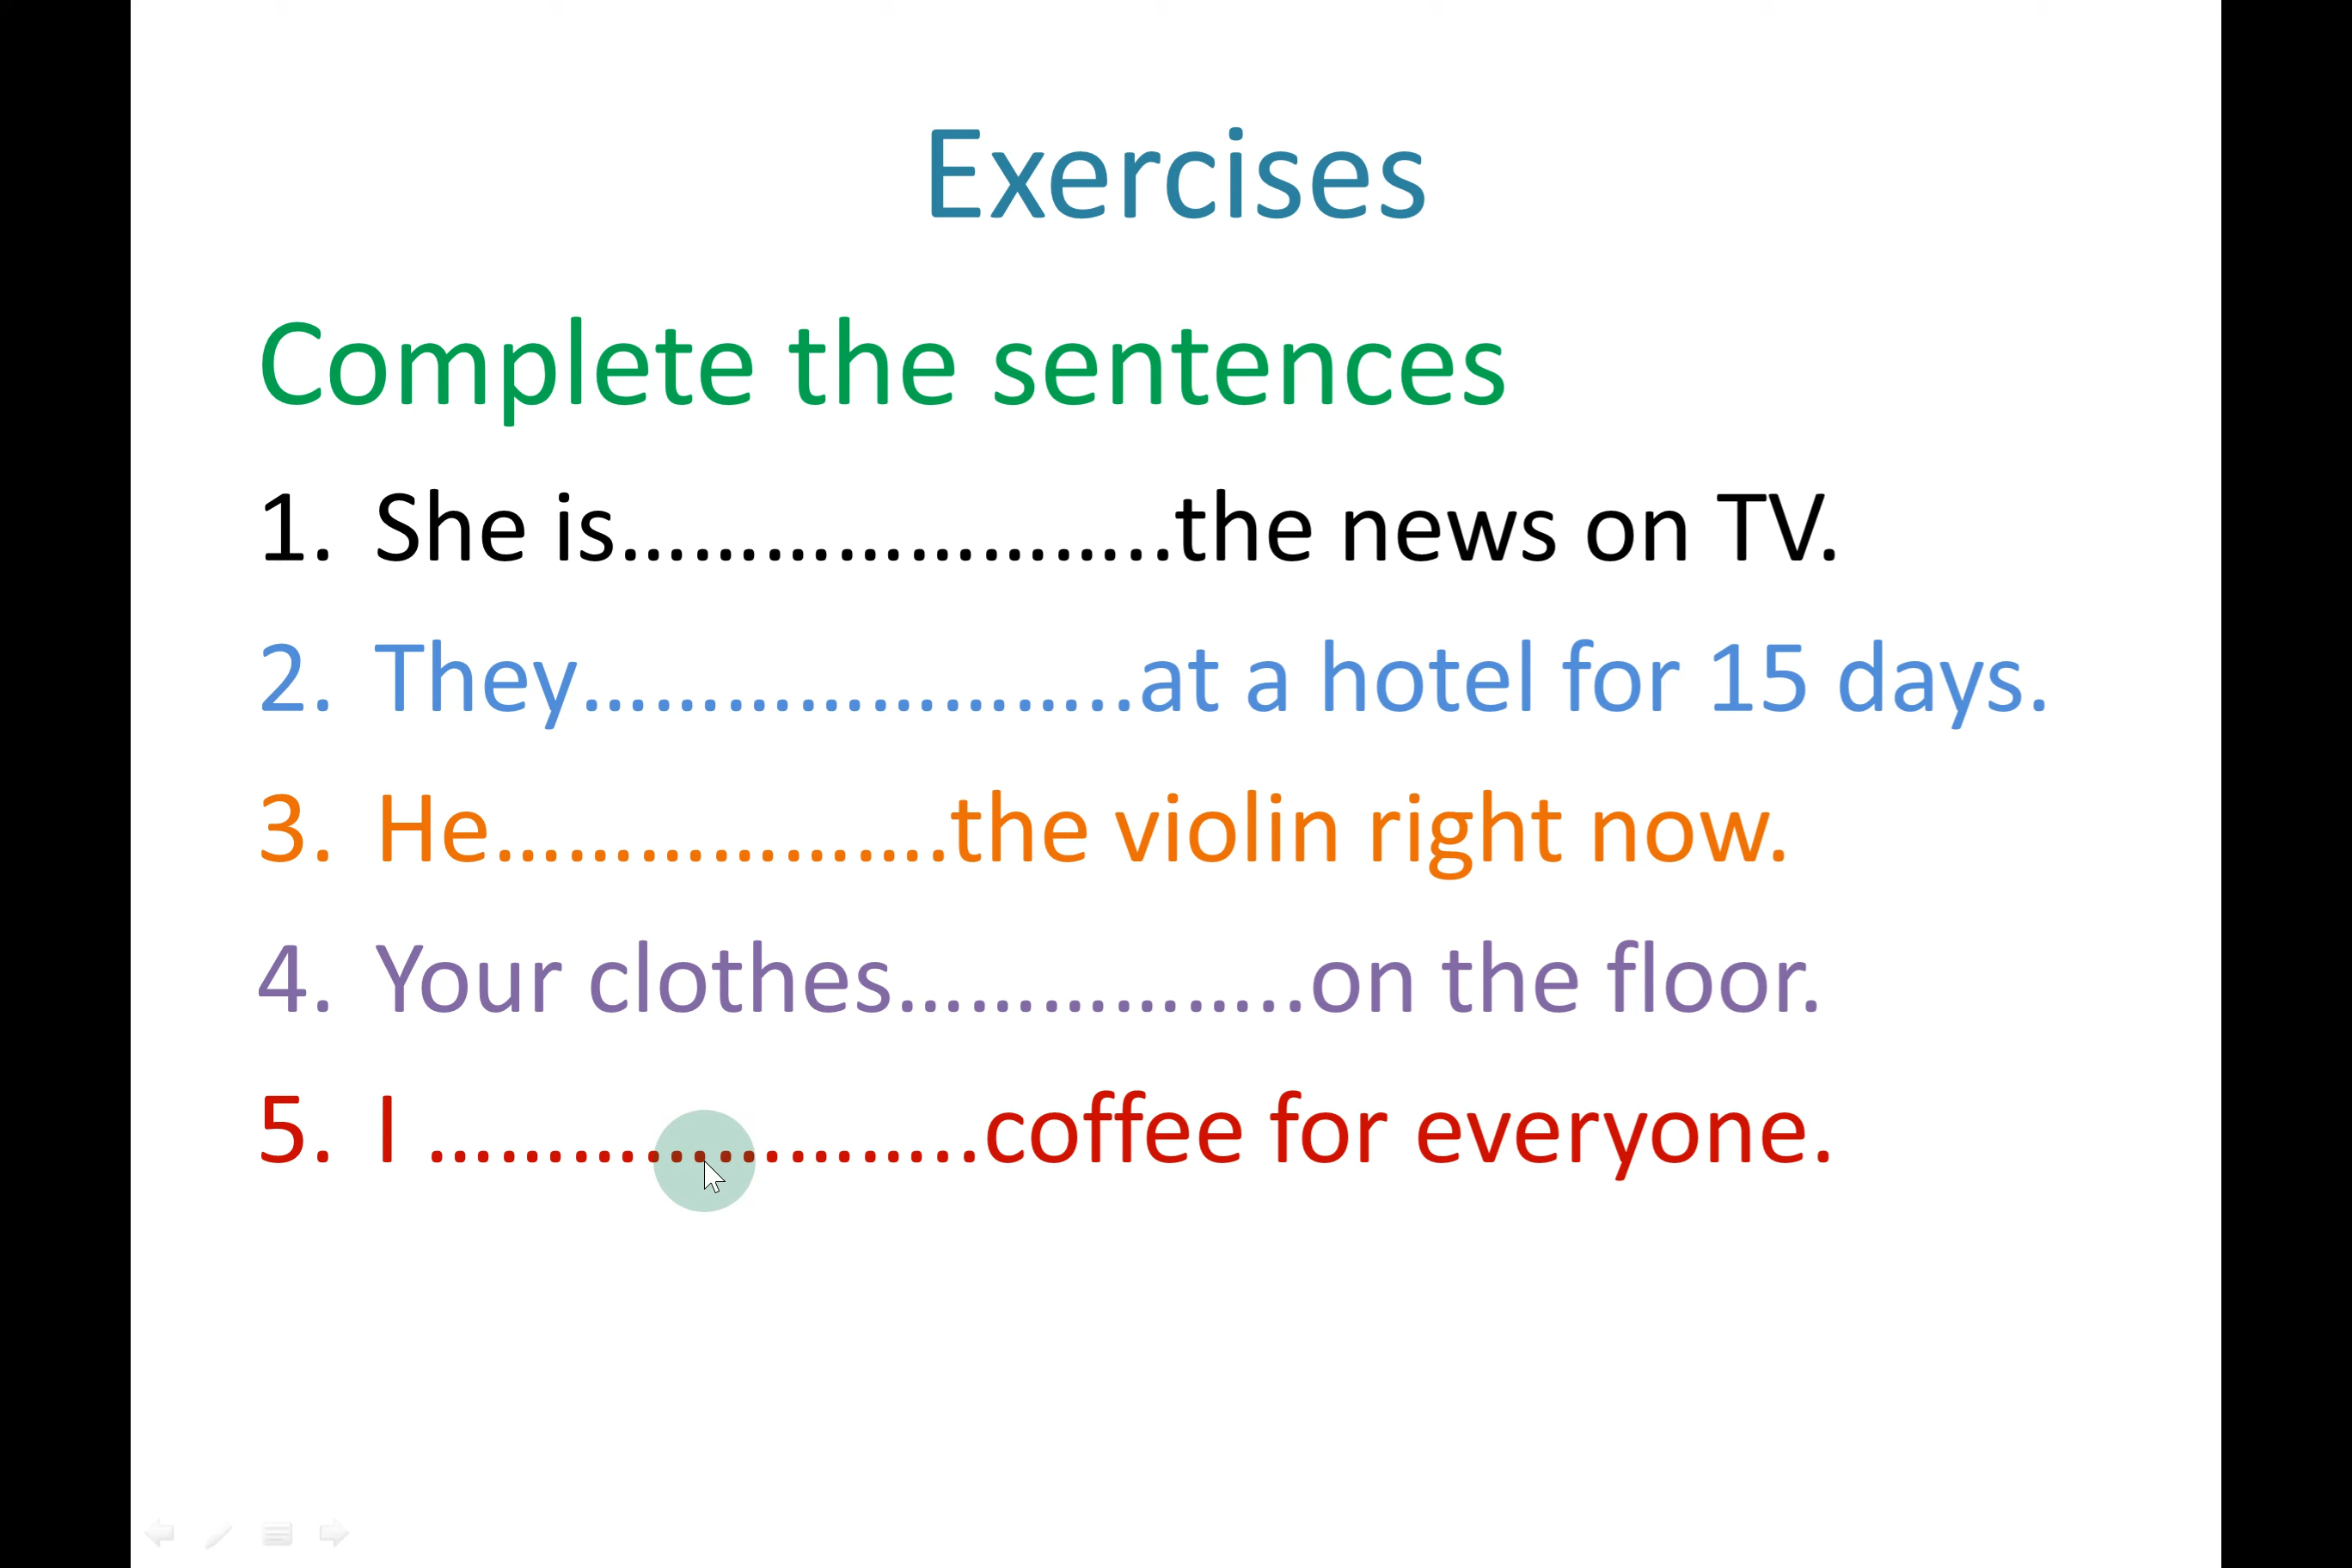 Exercises
Complete the sentences
1. She is.......................the news on TV.
2. They.......................at a hotel for 15 days.
3. He...................the violin right now.
4. Your clothes.................on the floor.
5. I .......................coffee for everyone.